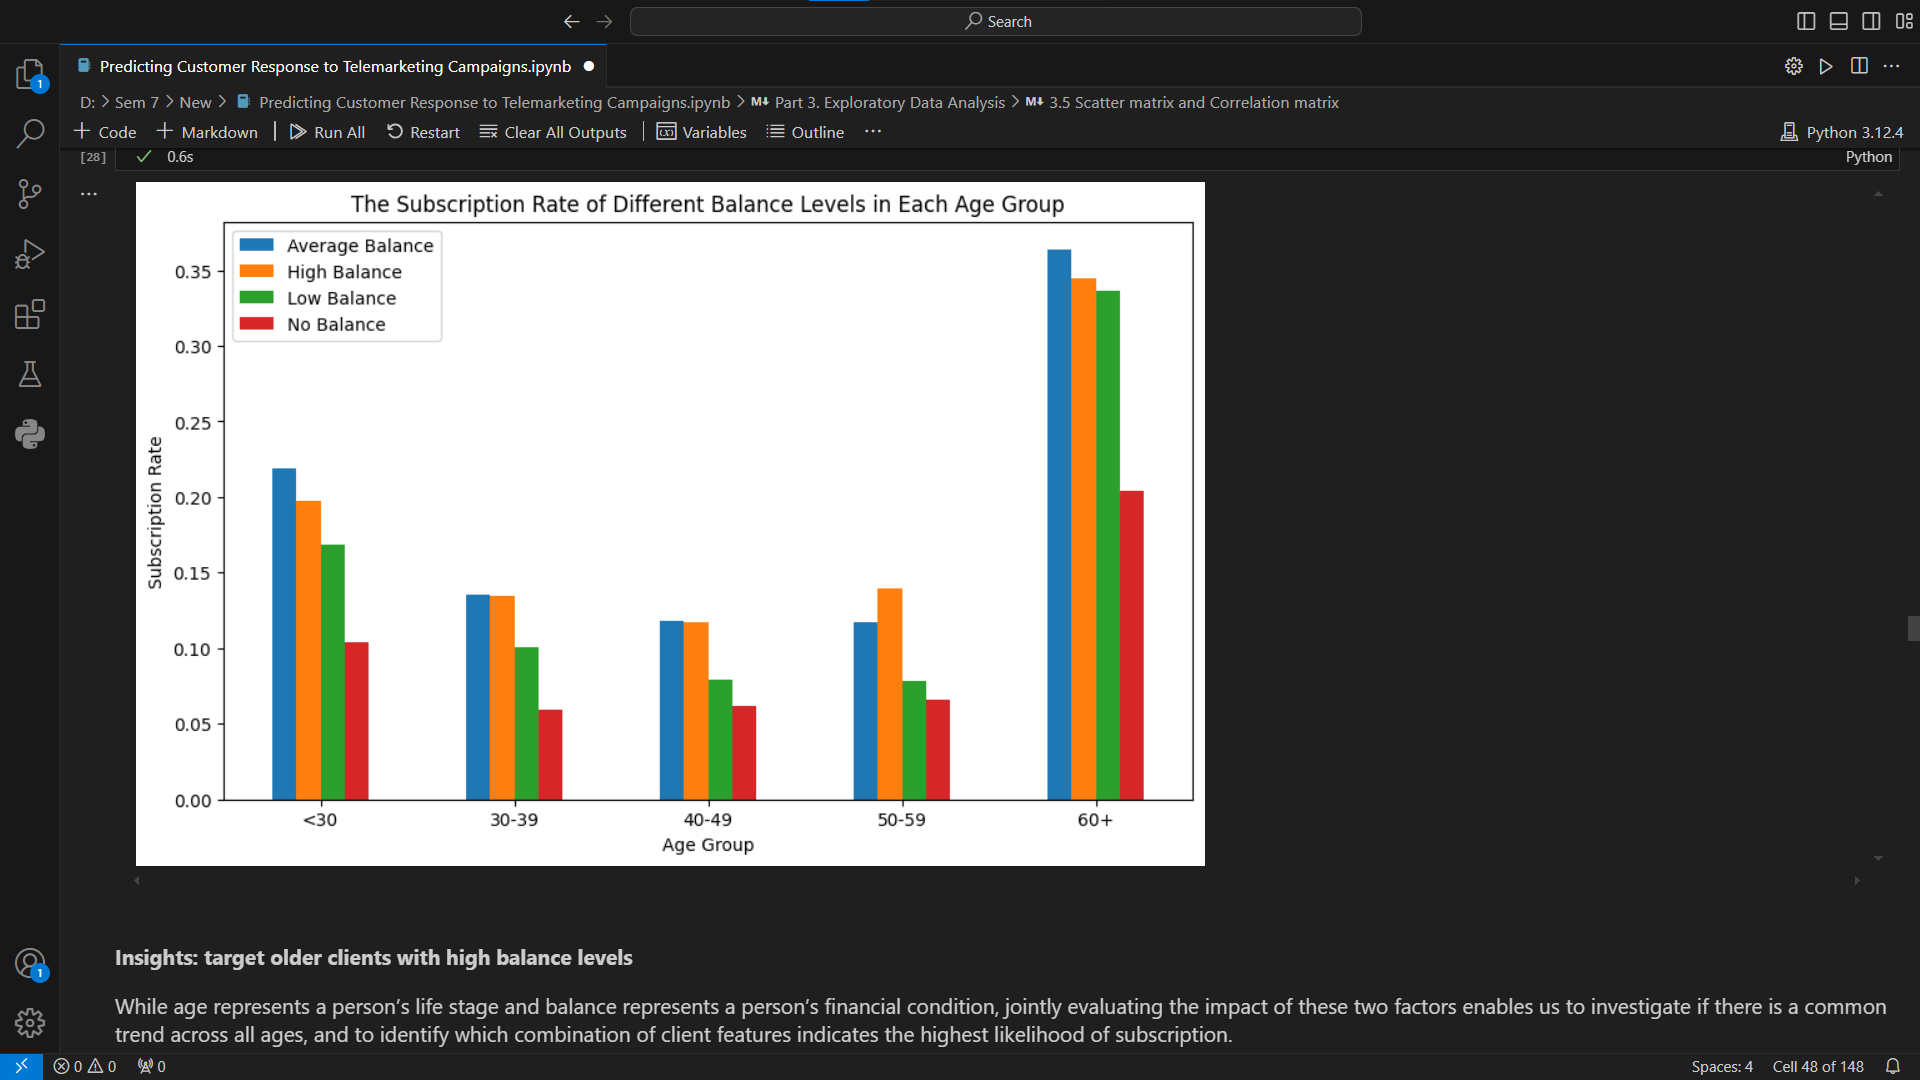 Search
Predicting Customer Response to Telemarketing Campaigns.ipynb
D: > Sem 7 > New > Predicting Customer Response to Telemarketing Campaigns.ipynb > M↓ Part 3. Exploratory Data Analysis > M↓ 3.5 Scatter matrix and Correlation matrix
+ Code + Markdown | Run All Restart Clear All Outputs | Variables Outline ... Python 3.12.4
[28] 0.6s Python
...
The Subscription Rate of Different Balance Levels in Each Age Group
Average Balance
High Balance
Low Balance
No Balance
0.35
0.30
0.25
0.20
0.15
0.10
0.05
0.00
Subscription Rate
<30 30-39 40-49 50-59 60+
Age Group
Insights: target older clients with high balance levels
While age represents a person’s life stage and balance represents a person’s financial condition, jointly evaluating the impact of these two factors enables us to investigate if there is a common
trend across all ages, and to identify which combination of client features indicates the highest likelihood of subscription.
1
1
0 0 0 Spaces: 4 Cell 48 of 148